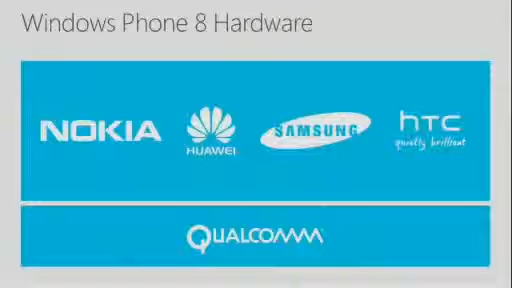 Windows Phone 8 Hardware
NOKIA
HUAWEI
SAMSUNG
hTC
quietly brilliant
QUALCOMM